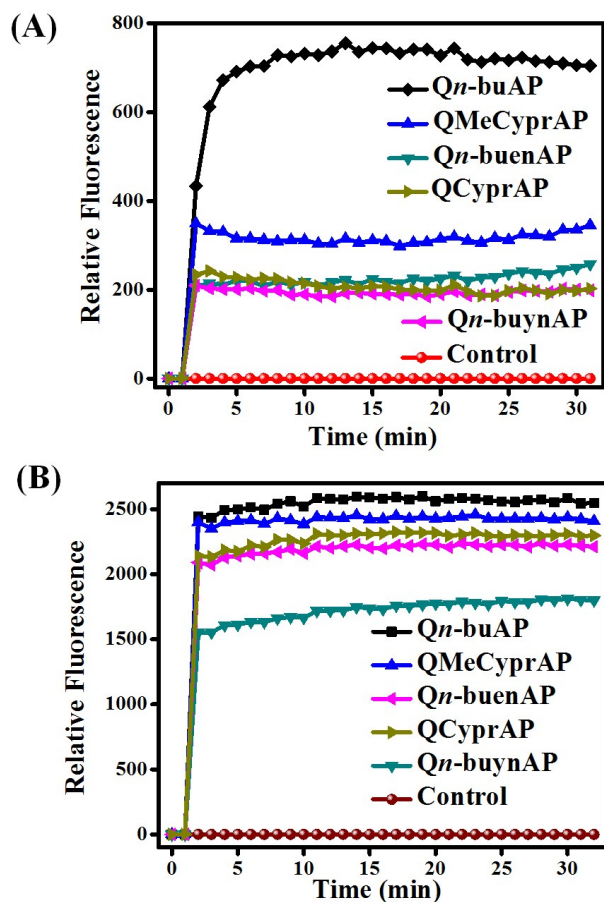 (A)
800
600
400
200
0
Relative Fluorescence
Qn-buAP
QMeCyprAP
Qn-buenAP
QCyprAP
Qn-buynAP
Control
0 5 10 15 20 25 30
Time (min)
(B)
2500
2000
1500
1000
500
0
Relative Fluorescence
Qn-buAP
QMeCyprAP
Qn-buenAP
QCyprAP
Qn-buynAP
Control
0 5 10 15 20 25 30
Time (min)